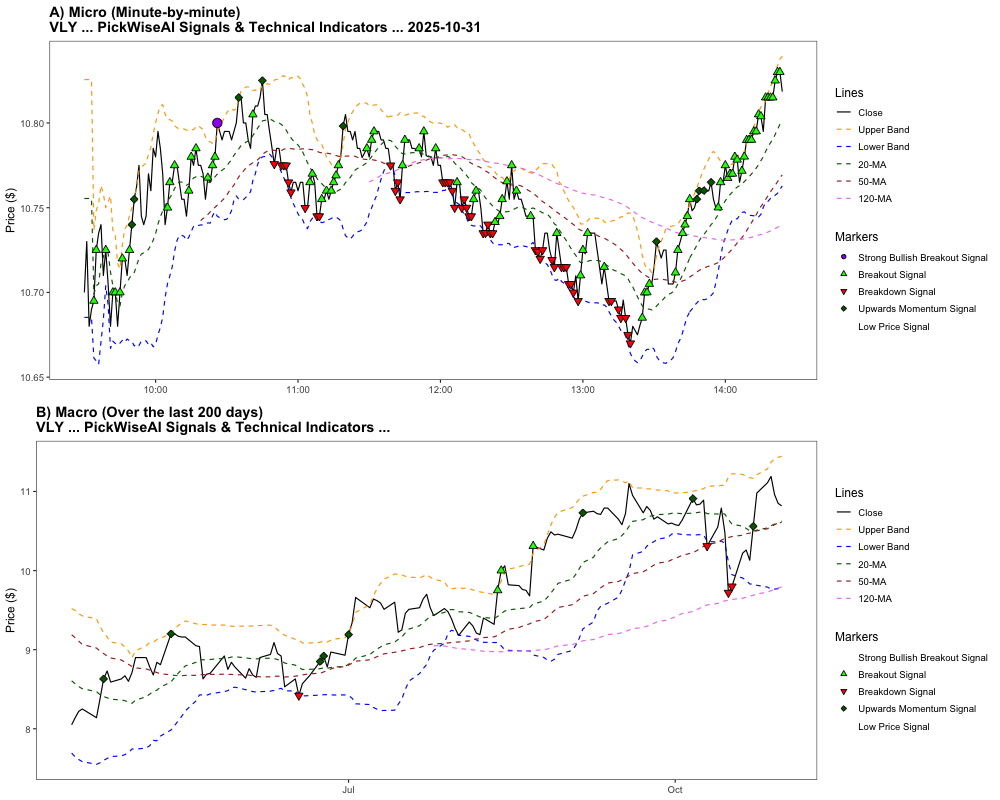 A) Micro (Minute-by-minute)
VLY ... PickWiseAI Signals & Technical Indicators ... 2025-10-31
Price ($)
10.80
10.75
10.70
10.65
10:00
11:00
12:00
13:00
14:00
Lines
Close
Upper Band
Lower Band
20-MA
50-MA
120-MA
Markers
Strong Bullish Breakout Signal
Breakout Signal
Breakdown Signal
Upwards Momentum Signal
Low Price Signal
B) Macro (Over the last 200 days)
VLY ... PickWiseAI Signals & Technical Indicators ...
Price ($)
11
10
9
8
Jul
Oct
Lines
Close
Upper Band
Lower Band
20-MA
50-MA
120-MA
Markers
Strong Bullish Breakout Signal
Breakout Signal
Breakdown Signal
Upwards Momentum Signal
Low Price Signal